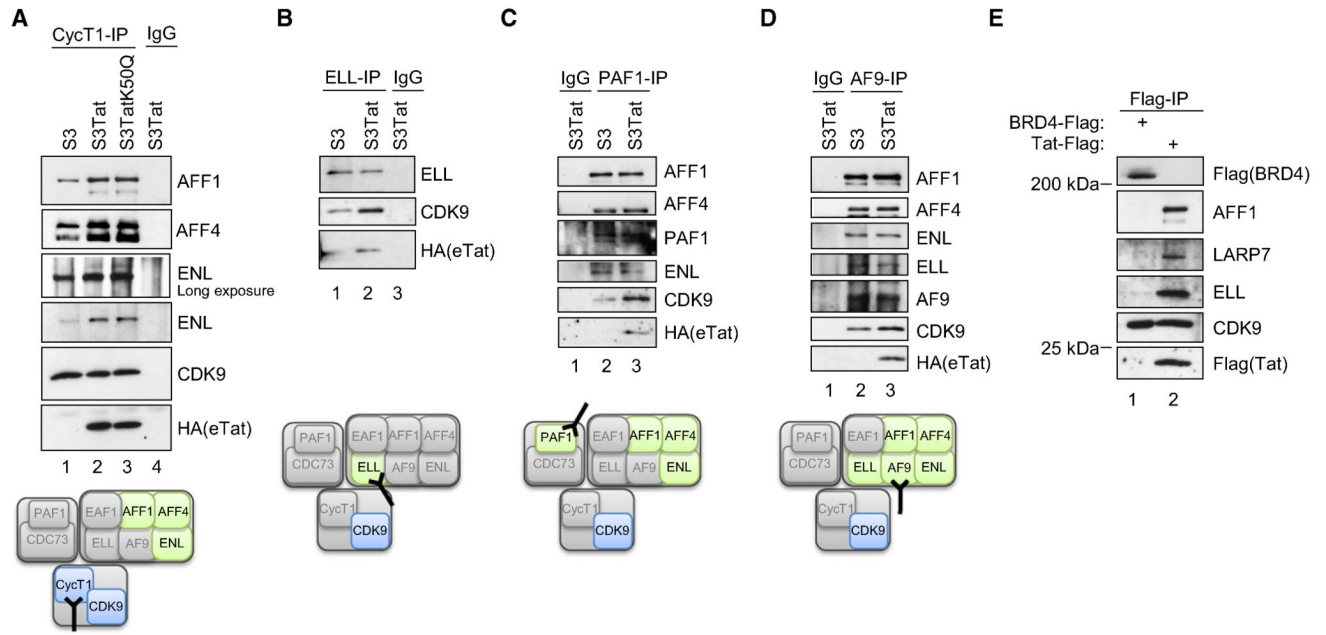 A
CycT1-IP IgG
S3 S3Tat S3TatK50Q S3Tat
AFF1
AFF4
ENL
Long exposure
ENL
CDK9
HA(eTat)
1 2 3 4
PAF1 EAF1 AFF1 AFF4
CDC73 ELL AF9 ENL
CycT1
CDK9
B
ELL-IP IgG
S3 S3Tat S3Tat
ELL
CDK9
HA(eTat)
1 2 3
PAF1 EAF1 AFF1 AFF4
CDC73 ELL AF9 ENL
CycT1
CDK9
C
IgG PAF1-IP
S3Tat S3 S3Tat
AFF1
AFF4
PAF1
ENL
CDK9
HA(eTat)
1 2 3
PAF1 EAF1 AFF1 AFF4
CDC73 ELL AF9 ENL
CycT1
CDK9
D
IgG AF9-IP
S3Tat S3 S3Tat
AFF1
AFF4
ENL
ELL
AF9
CDK9
HA(eTat)
1 2 3
PAF1 EAF1 AFF1 AFF4
CDC73 ELL AF9 ENL
CycT1
CDK9
E
Flag-IP
BRD4-Flag: +
Tat-Flag: +
Flag(BRD4)
200 kDa
AFF1
LARP7
ELL
CDK9
25 kDa
Flag(Tat)
1 2